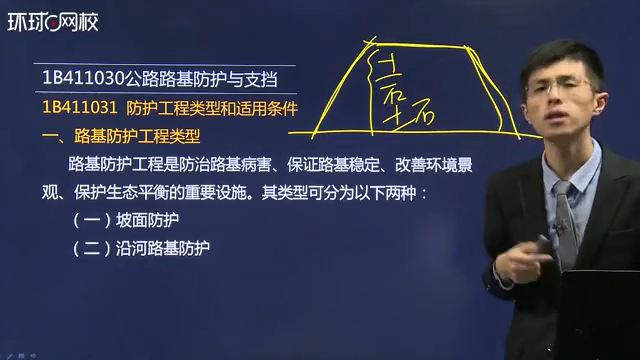 环球网校
1B411030公路路基防护与支挡
1B411031 防护工程类型和适用条件
一、路基防护工程类型
路基防护工程是防治路基病害、保证路基稳定、改善环境景
观、保护生态平衡的重要设施。其类型可分为以下两种：
（一）坡面防护
（二）沿河路基防护
土
石
土石